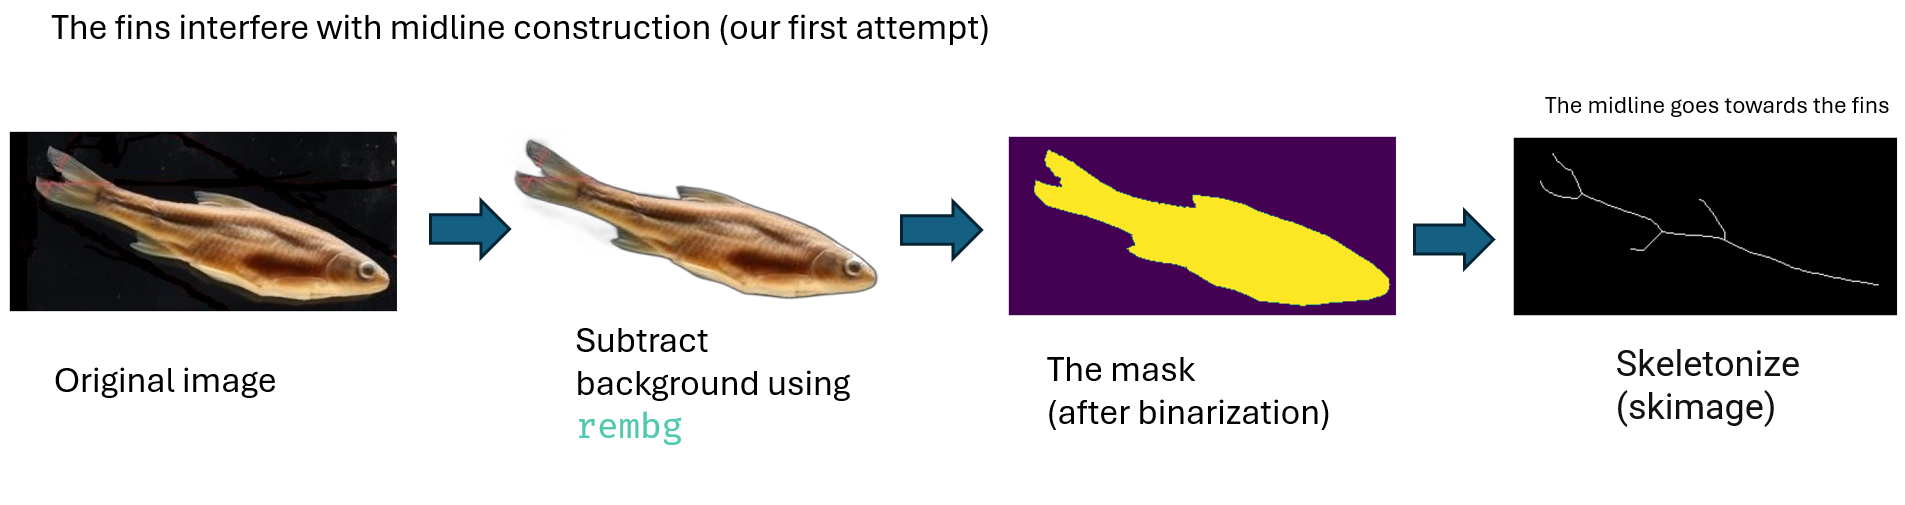 The fins interfere with midline construction (our first attempt)
The midline goes towards the fins
Original image
Subtract
background using
rembg
The mask
(after binarization)
Skeletonize
(skimage)